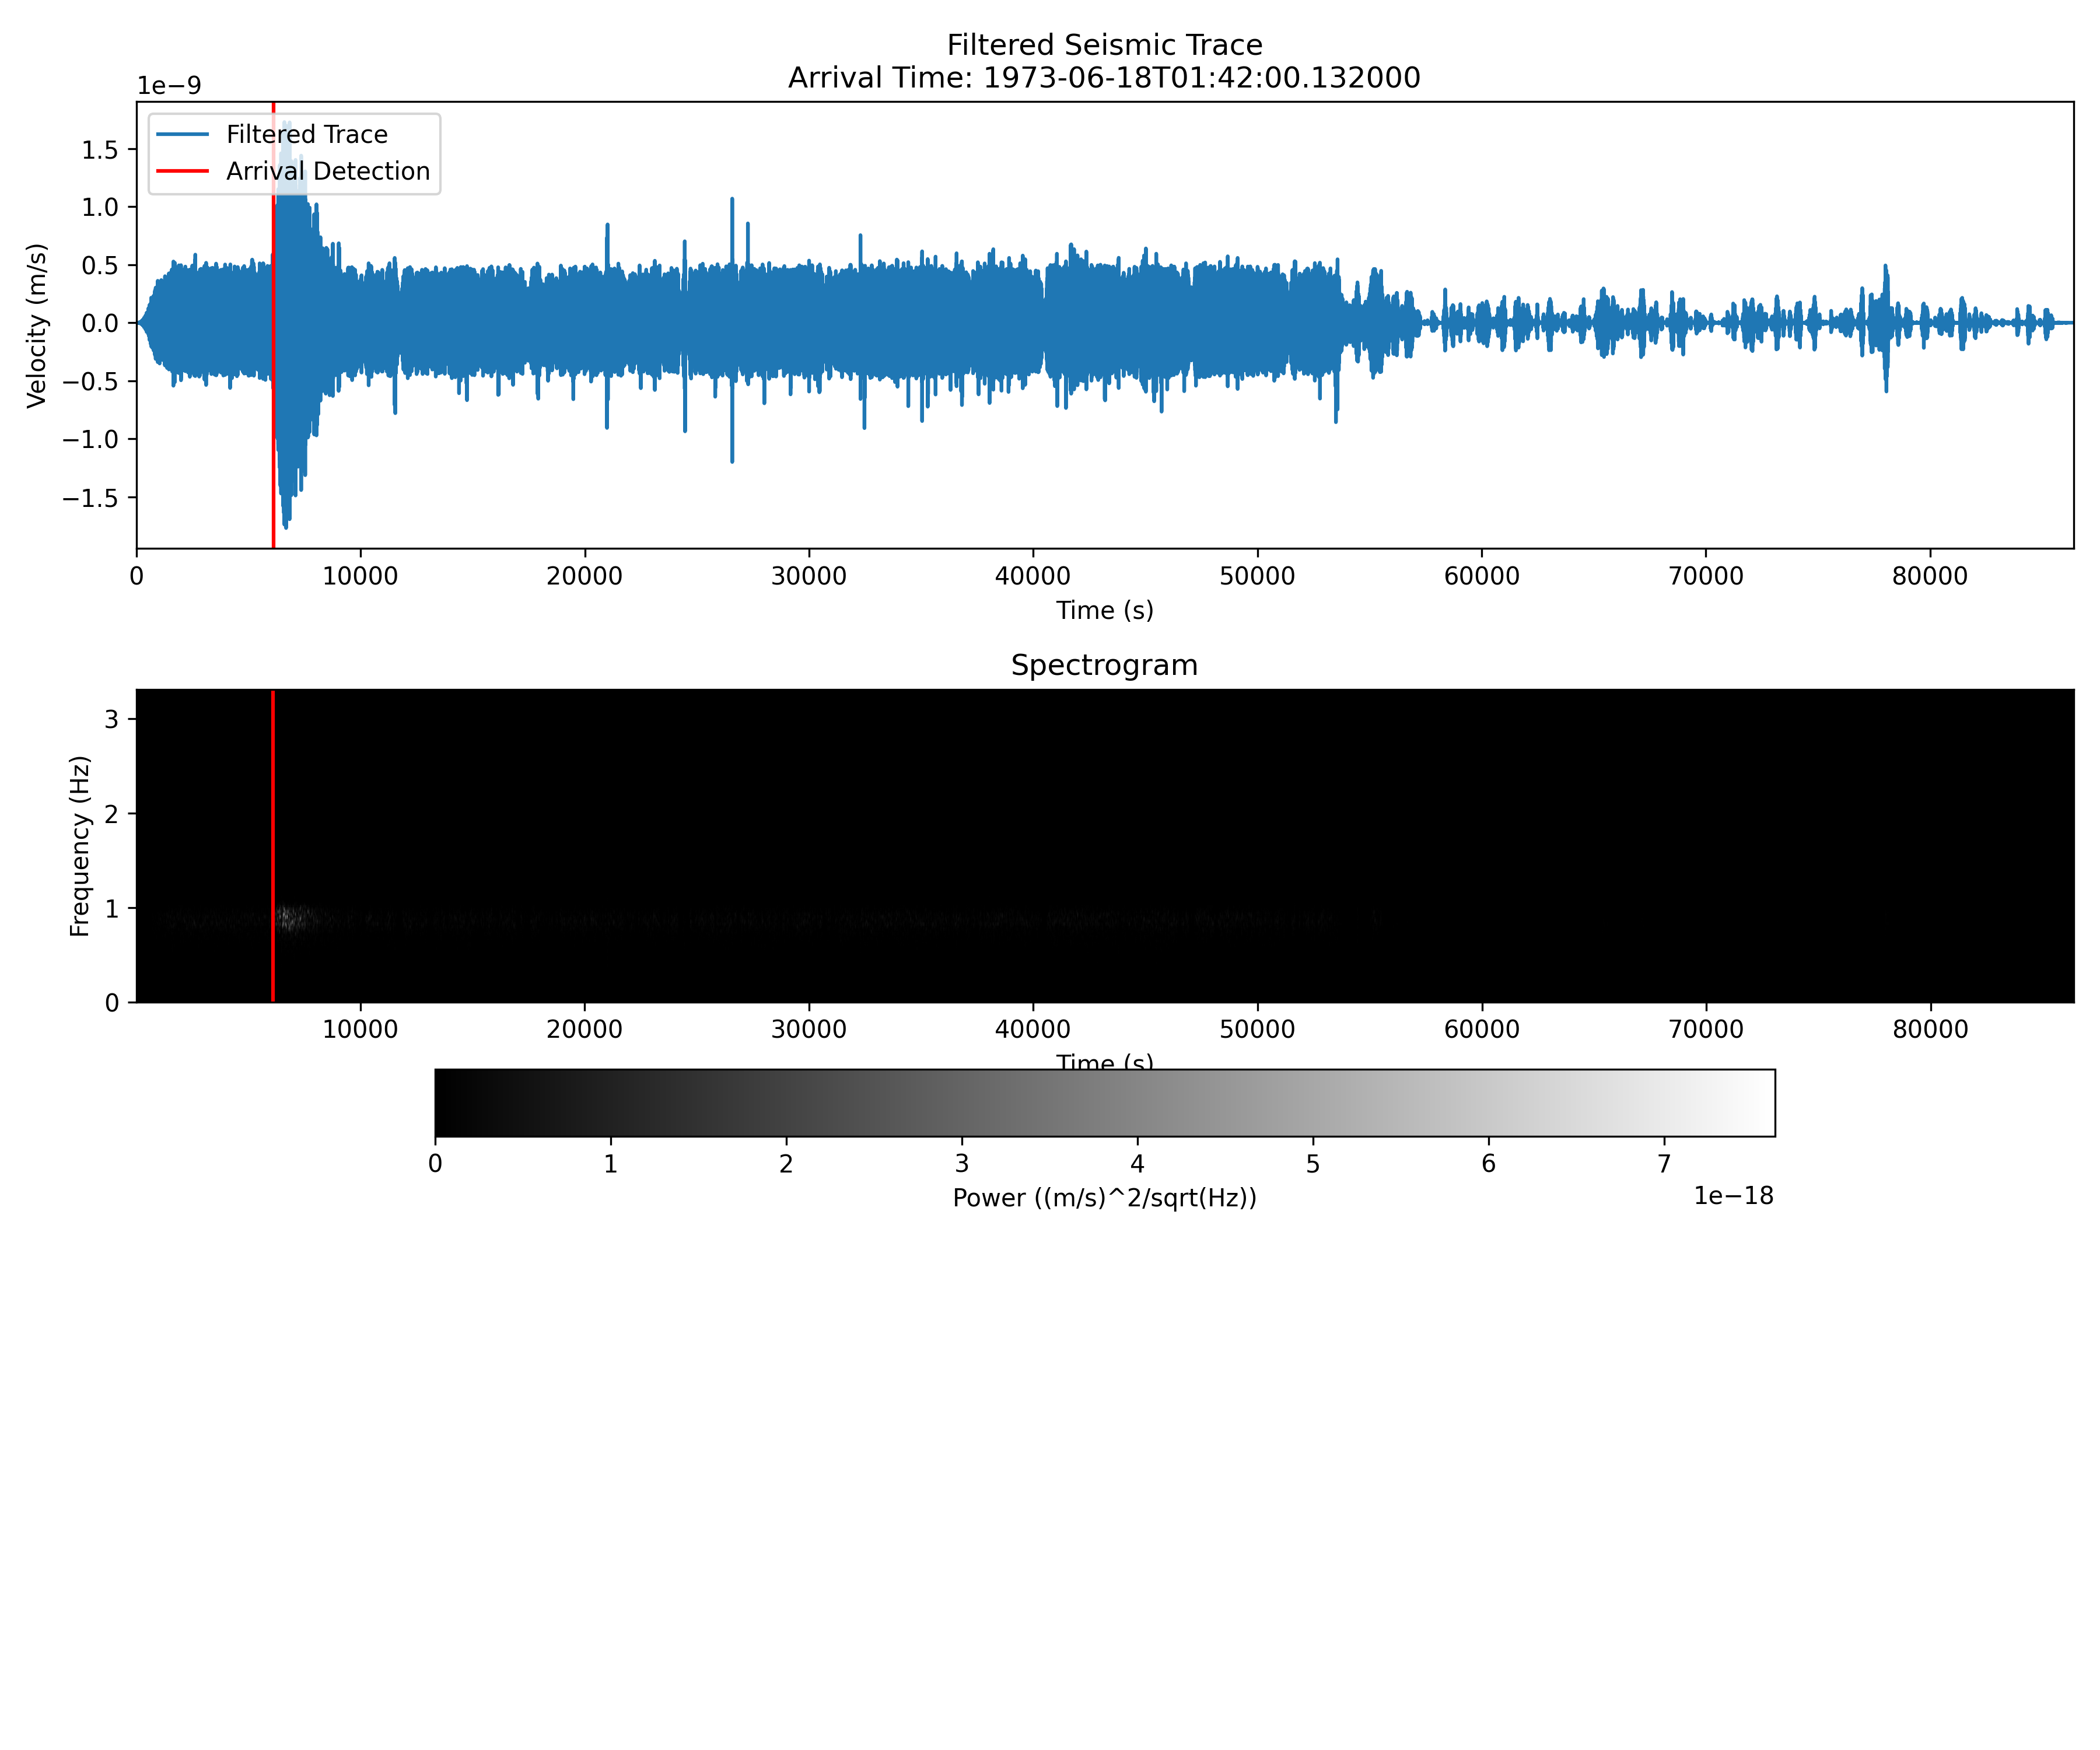 Filtered Seismic Trace
Arrival Time: 1973-06-18T01:42:00.132000
1e−9
Filtered Trace
Arrival Detection
1.5
1.0
0.5
0.0
−0.5
−1.0
−1.5
Velocity (m/s)
0 10000 20000 30000 40000 50000 60000 70000 80000
Time (s)
Spectrogram
3
2
1
0
Frequency (Hz)
10000 20000 30000 40000 50000 60000 70000 80000
Time (s)
0 1 2 3 4 5 6 7
Power ((m/s)^2/sqrt(Hz))
1e−18